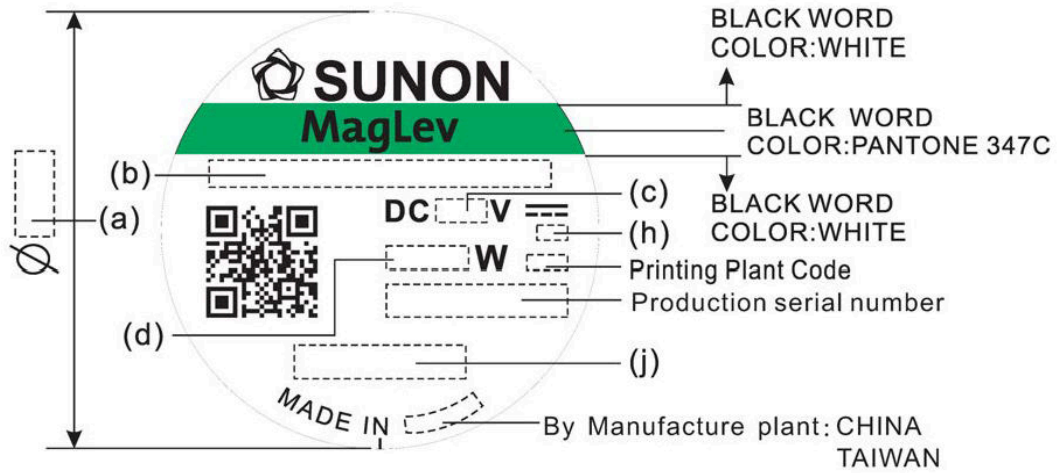 BLACK WORD
COLOR:WHITE
SUNON
MagLev
BLACK WORD
COLOR:PANTONE 347C
(b)
(a)
Ø
DC V
(c)
BLACK WORD
COLOR:WHITE
(h)
W
Printing Plant Code
Production serial number
(d)
(j)
MADE IN
By Manufacture plant: CHINA
TAIWAN